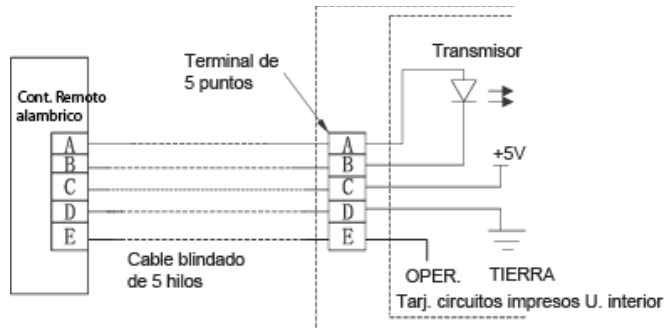 Terminal de
5 puntos
Transmisor
Cont. Remoto
alambrico
A
B
C
D
E
A
B
C
D
E
+5V
Cable blindado
de 5 hilos
OPER.
TIERRA
Tarj. circuitos impresos U. interior